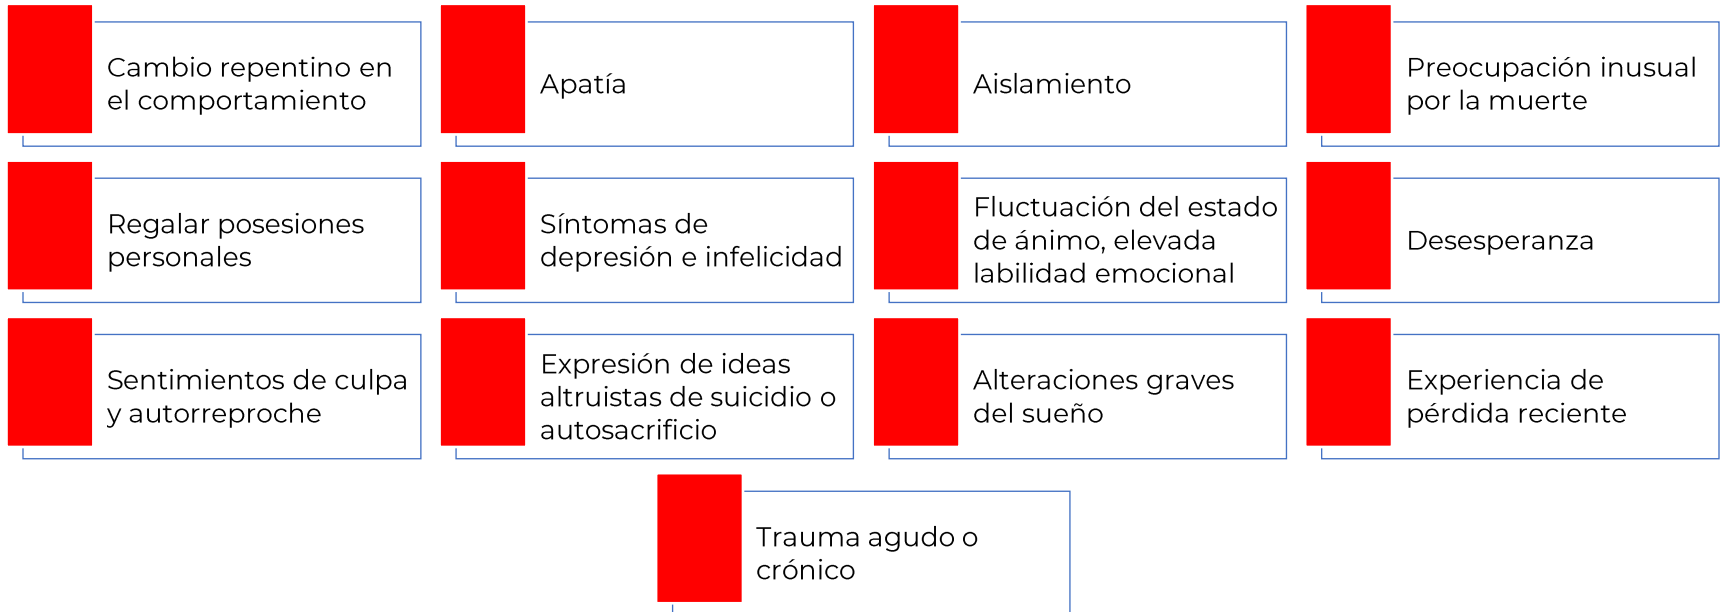 Cambio repentino en
el comportamiento
Apatía
Aislamiento
Preocupación inusual
por la muerte
Regalar posesiones
personales
Síntomas de
depresión e infelicidad
Fluctuación del estado
de ánimo, elevada
labilidad emocional
Desesperanza
Sentimientos de culpa
y autorreproche
Expresión de ideas
altruistas de suicidio o
autosacrificio
Alteraciones graves
del sueño
Experiencia de
pérdida reciente
Trauma agudo o
crónico